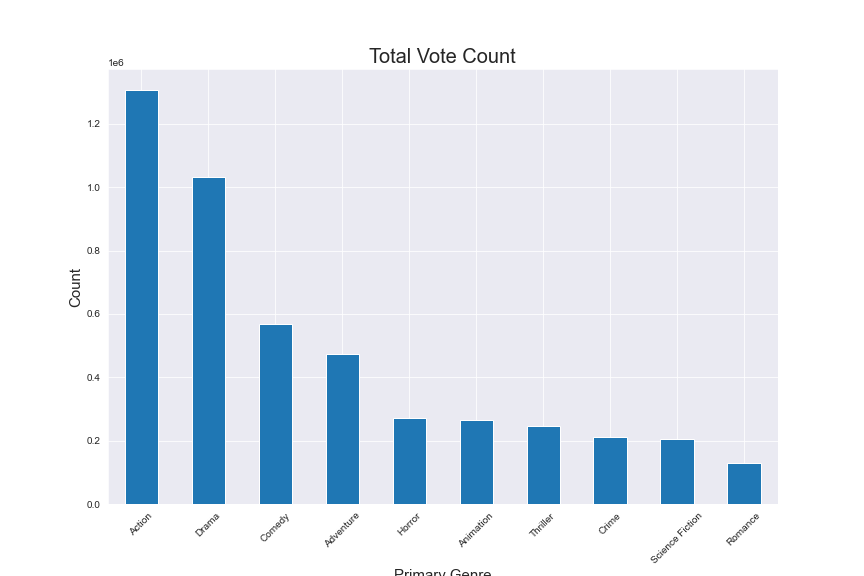 Total Vote Count
1e6
1.2
1.0
0.8
0.6
0.4
0.2
0.0
Count
Action
Drama
Comedy
Adventure
Horror
Animation
Thriller
Crime
Science Fiction
Romance
Primary Genre